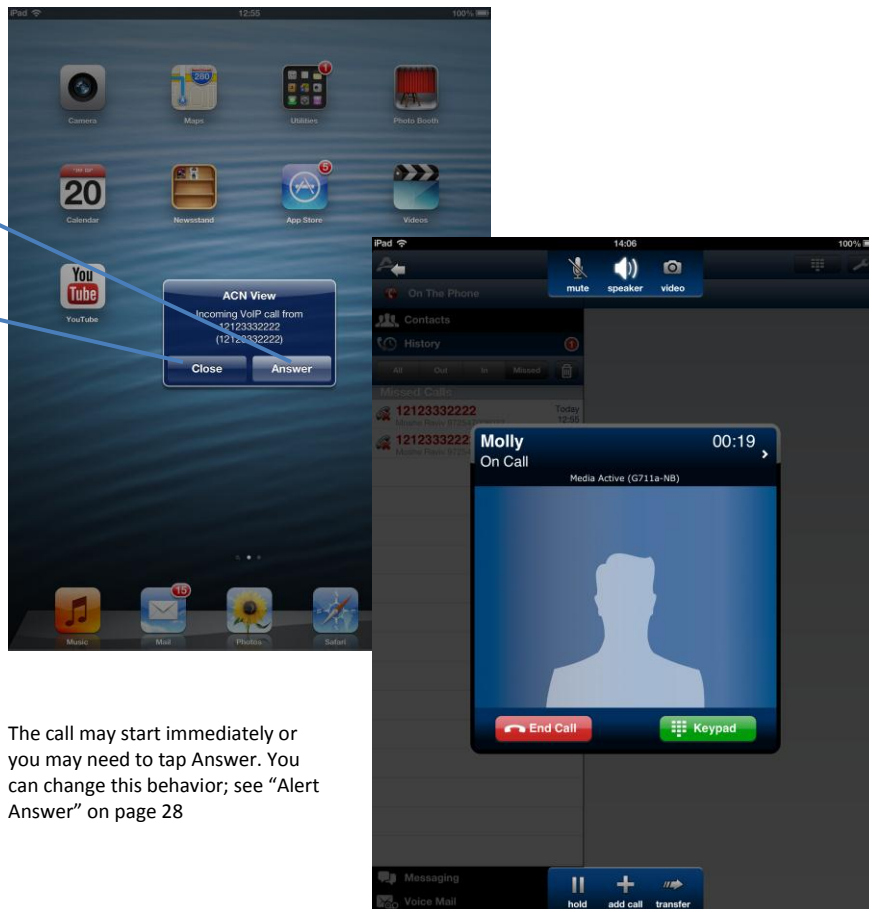 iPad 12:55 100%
280
1
Camera Maps Utilities Photo Booth
20
5
Calendar Newsstand App Store Videos
You
Tube
YouTube
ACN View
Incoming VoIP call from
12123332222
(12123332222)
Close Answer
15
Music Mail Photos Safari
The call may start immediately or
you may need to tap Answer. You
can change this behavior; see “Alert
Answer” on page 28
iPad 14:06 100%
mute speaker video
On The Phone
Contacts
History 1
All Out In Missed
Missed Calls
12123332222 Today
12:55
12123332222
Molly 00:19
On Call
Media Active (G711a-NB)
End Call Keypad
Messaging
Voice Mail
hold add call transfer